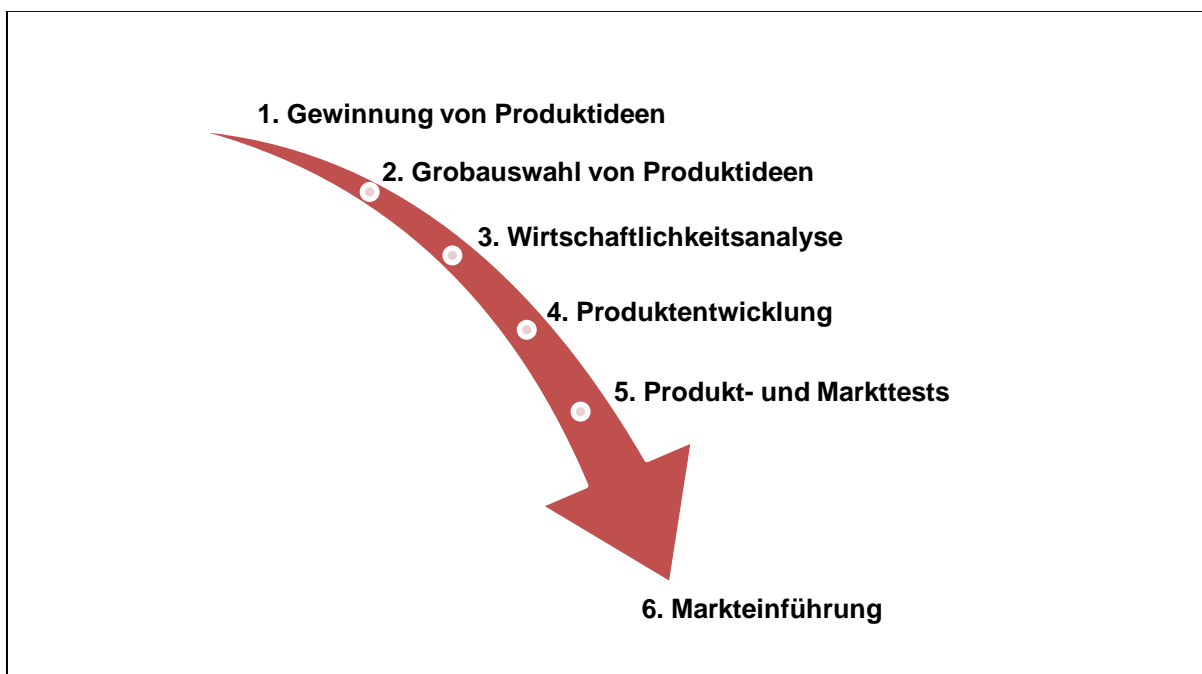 1. Gewinnung von Produktideen
2. Grobauswahl von Produktideen
3. Wirtschaftlichkeitsanalyse
4. Produktentwicklung
5. Produkt- und Markttests
6. Markteinführung